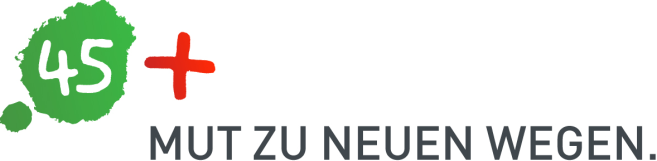 45 +
MUT ZU NEUEN WEGEN.